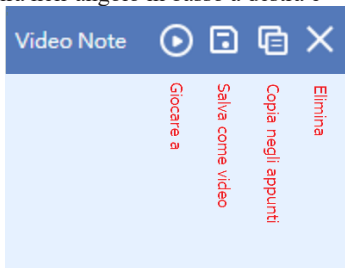 Video Note
Giocare a
Salva come video
Copia negli appunti
Elimina